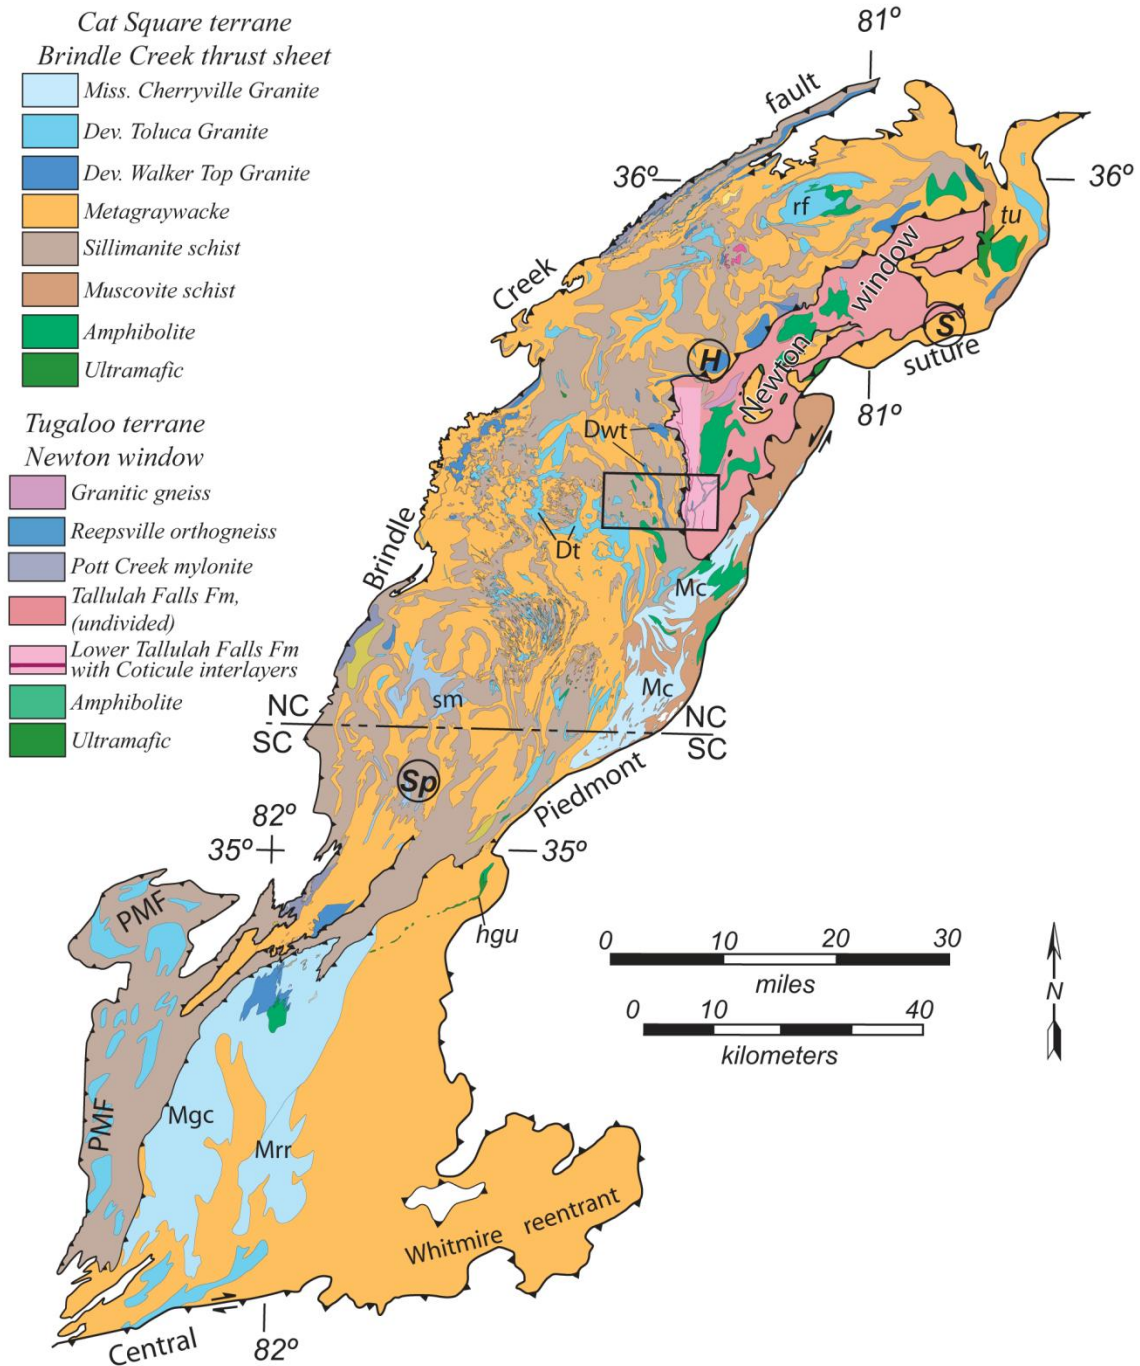 Cat Square terrane
Brindle Creek thrust sheet
Miss. Cherryville Granite
Dev. Toluca Granite
Dev. Walker Top Granite
Metagraywacke
Sillimanite schist
Muscovite schist
Amphibolite
Ultramafic
Tugaloo terrane
Newton window
Granitic gneiss
Reepsville orthogneiss
Pott Creek mylonite
Tallulah Falls Fm,
(undivided)
Lower Tallulah Falls Fm
with Coticule interlayers
Amphibolite
Ultramafic
81º
fault
36º
36º
rf
tu
Creek
Newton window
S
H
suture
81º
Dwt
Dt
Brindle
Mc
Mc
sm
NC
SC
NC
SC
Sp
Piedmont
82º
35º
35º
PMF
hgu
0 10 20 30
miles
0 10 40
kilometers
N
PMF
Mgc
Mrr
Whitmire reentrant
Central
82º